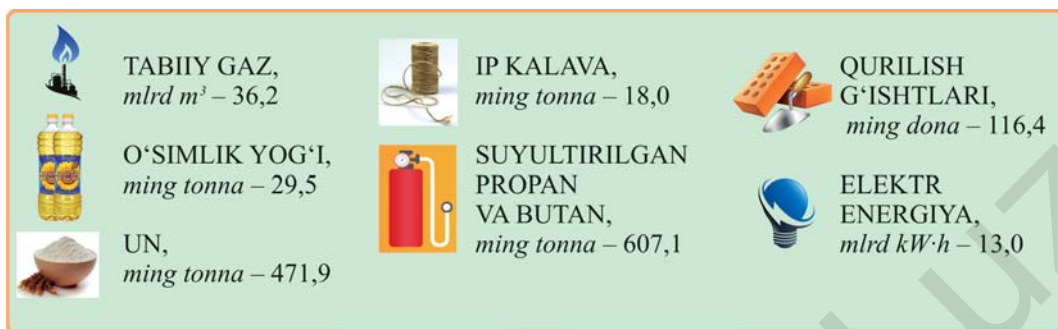 TABIIY GAZ,
mlrd m³ – 36,2
O‘SIMLIK YOG‘I,
ming tonna – 29,5
UN,
ming tonna – 471,9
IP KALAVA,
ming tonna – 18,0
SUYULTIRILGAN
PROPAN
VA BUTAN,
ming tonna – 607,1
QURILISH
G‘ISHTLARI,
ming dona – 116,4
ELEKTR
ENERGIYA,
mlrd kW·h – 13,0